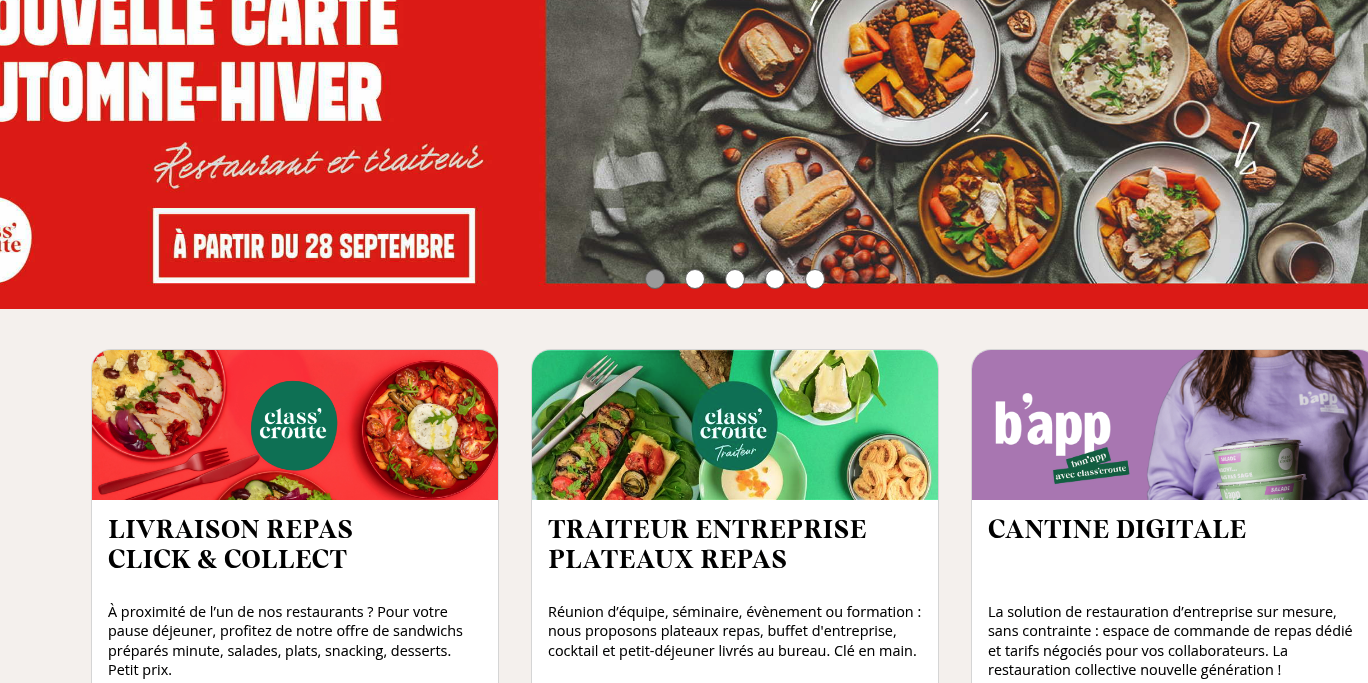 OUVELLE CARTE
UTOMNE-HIVER
Restaurant et traiteur
À PARTIR DU 28 SEPTEMBRE
class'
croute
class'
croute
Traiteur
b'app
bon'app
avec class'croute
b'app
SALADE
BALADE
LIVRAISON REPAS
CLICK & COLLECT
TRAITEUR ENTREPRISE
PLATEAUX REPAS
CANTINE DIGITALE
À proximité de l’un de nos restaurants ? Pour votre
pause déjeuner, profitez de notre offre de sandwichs
préparés minute, salades, plats, snacking, desserts.
Petit prix.
Réunion d’équipe, séminaire, évènement ou formation :
nous proposons plateaux repas, buffet d'entreprise,
cocktail et petit-déjeuner livrés au bureau. Clé en main.
La solution de restauration d’entreprise sur mesure,
sans contrainte : espace de commande de repas dédié
et tarifs négociés pour vos collaborateurs. La
restauration collective nouvelle génération !